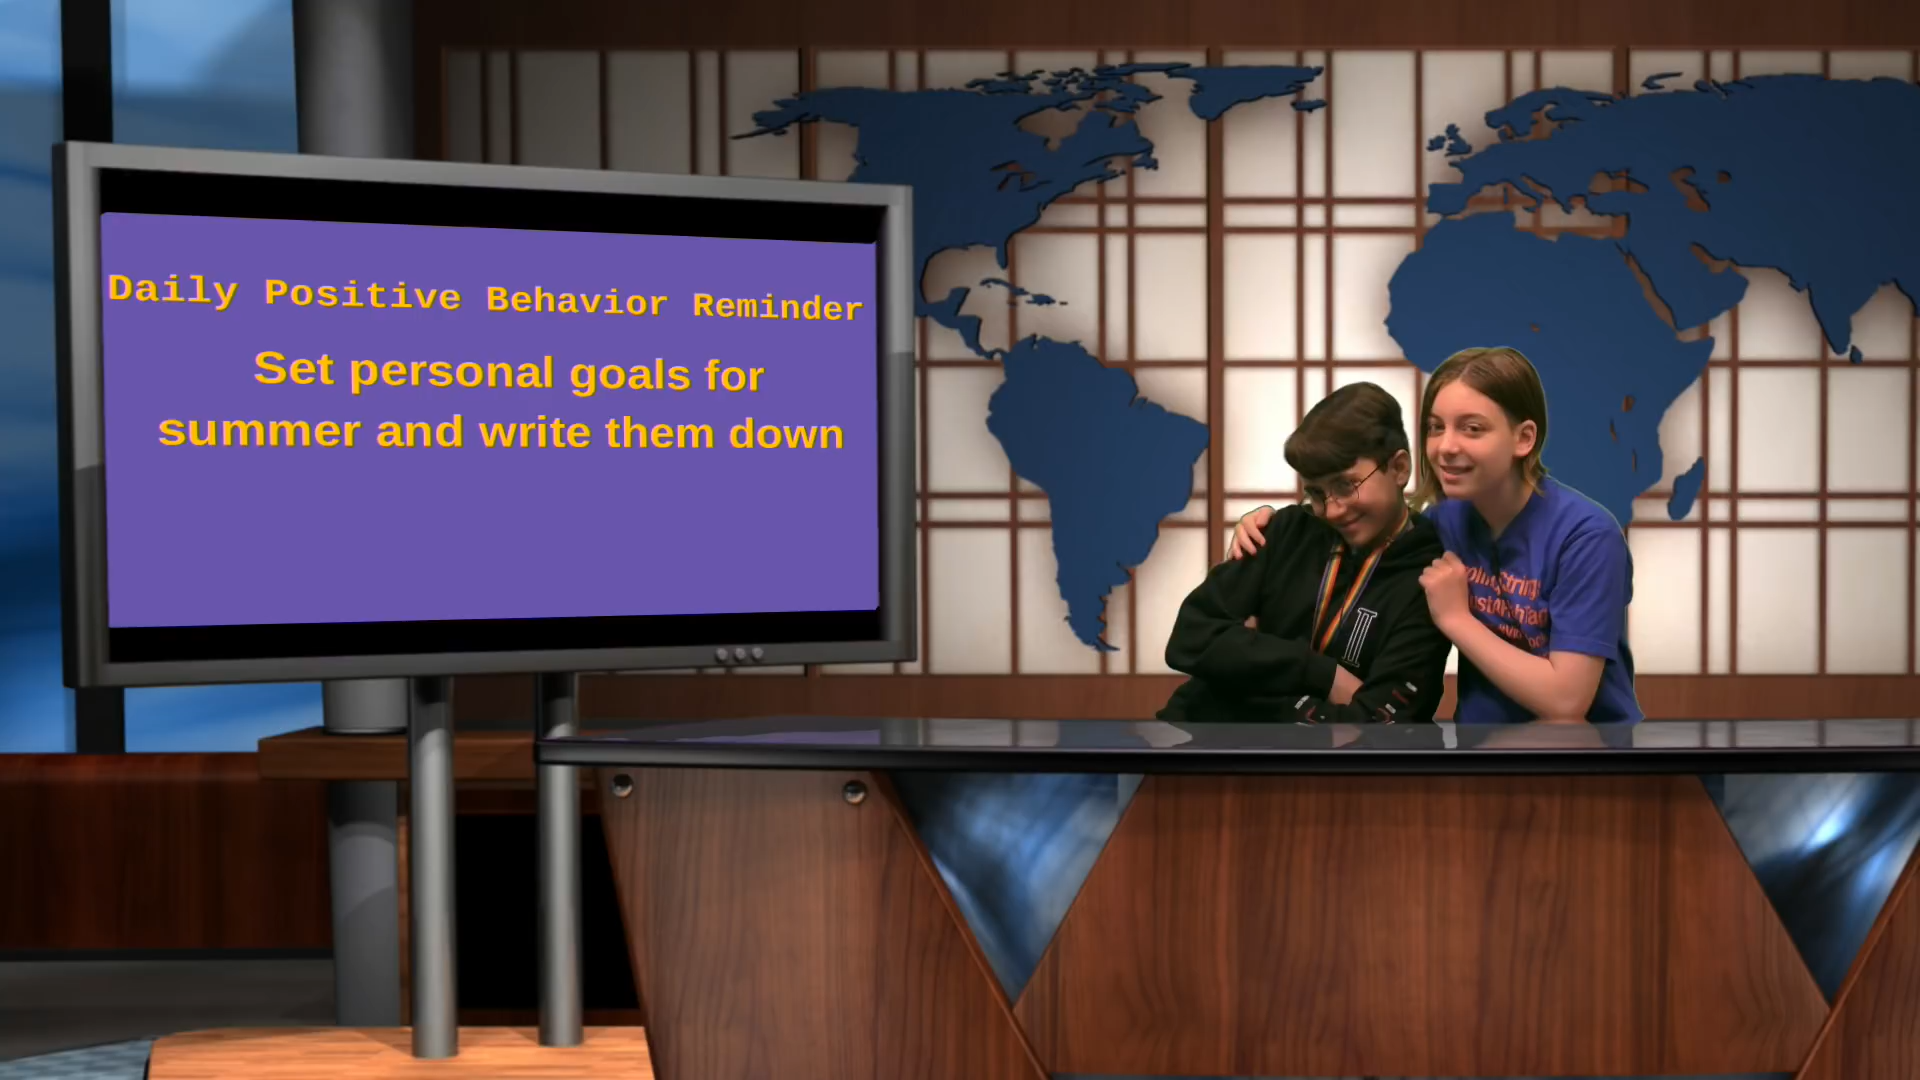 Daily Positive Behavior Reminder
Set personal goals for
summer and write them down